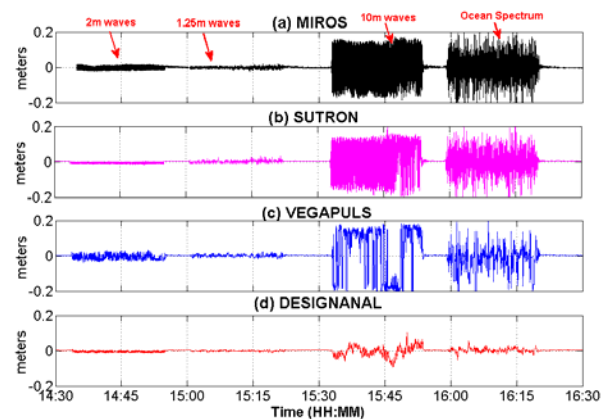 (a) MIROS
2m waves
1.25m waves
10m waves
Ocean Spectrum
0.2
0
-0.2
meters
(b) SUTRON
0.2
0
-0.2
meters
(c) VEGAPULS
0.2
0
-0.2
meters
(d) DESIGNANAL
0.2
0
-0.2
meters
14:30 14:45 15:00 15:15 15:30 15:45 16:00 16:15 16:30
Time (HH:MM)